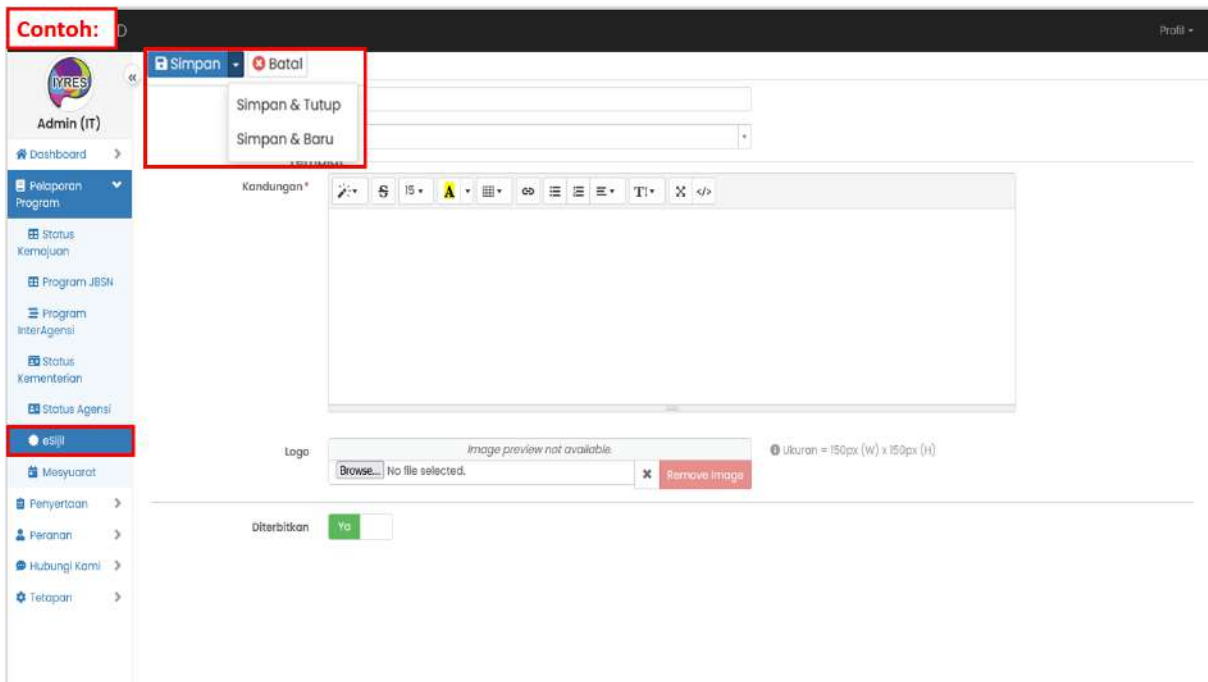 Contoh:
D
Profil
IYRES
«
Simpan
Batal
Simpan & Tutup
Simpan & Baru
Admin (IT)
Dashboard
Pelaporan
Program
Status
Kemajuan
Program JBSN
Program
InterAgensi
Status
Kementerian
Status Agensi
eSijil
Mesyuarat
Penyertaan
Peranan
Hubungi Kami
Tetapan
Kandungan*
S 15 A T </>
Logo
Image preview not available.
Browse... No file selected.
Remove Image
Ukuran = 150px (W) x 150px (H)
Diterbitkan
Ya